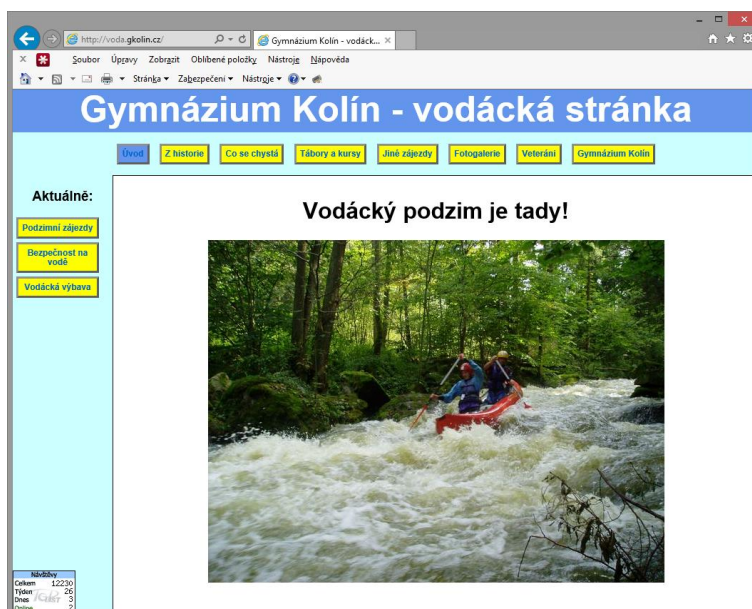 http://voda.gkolin.cz/
Gymnázium Kolín - vodáck...
Soubor Úpravy Zobrazit Oblíbené položky Nástroje Nápověda
Stránka Zabezpečení Nástroje
Gymnázium Kolín - vodácká stránka
Úvod Z historie Co se chystá Tábory a kursy Jiné zájezdy Fotogalerie Veteráni Gymnázium Kolín
Aktuálně:
Podzimní zájezdy
Bezpečnost na
vodě
Vodácká výbava
Vodácký podzim je tady!
Návštěvy
Celkem 12230
Týden 26
Dnes 3
Online 2